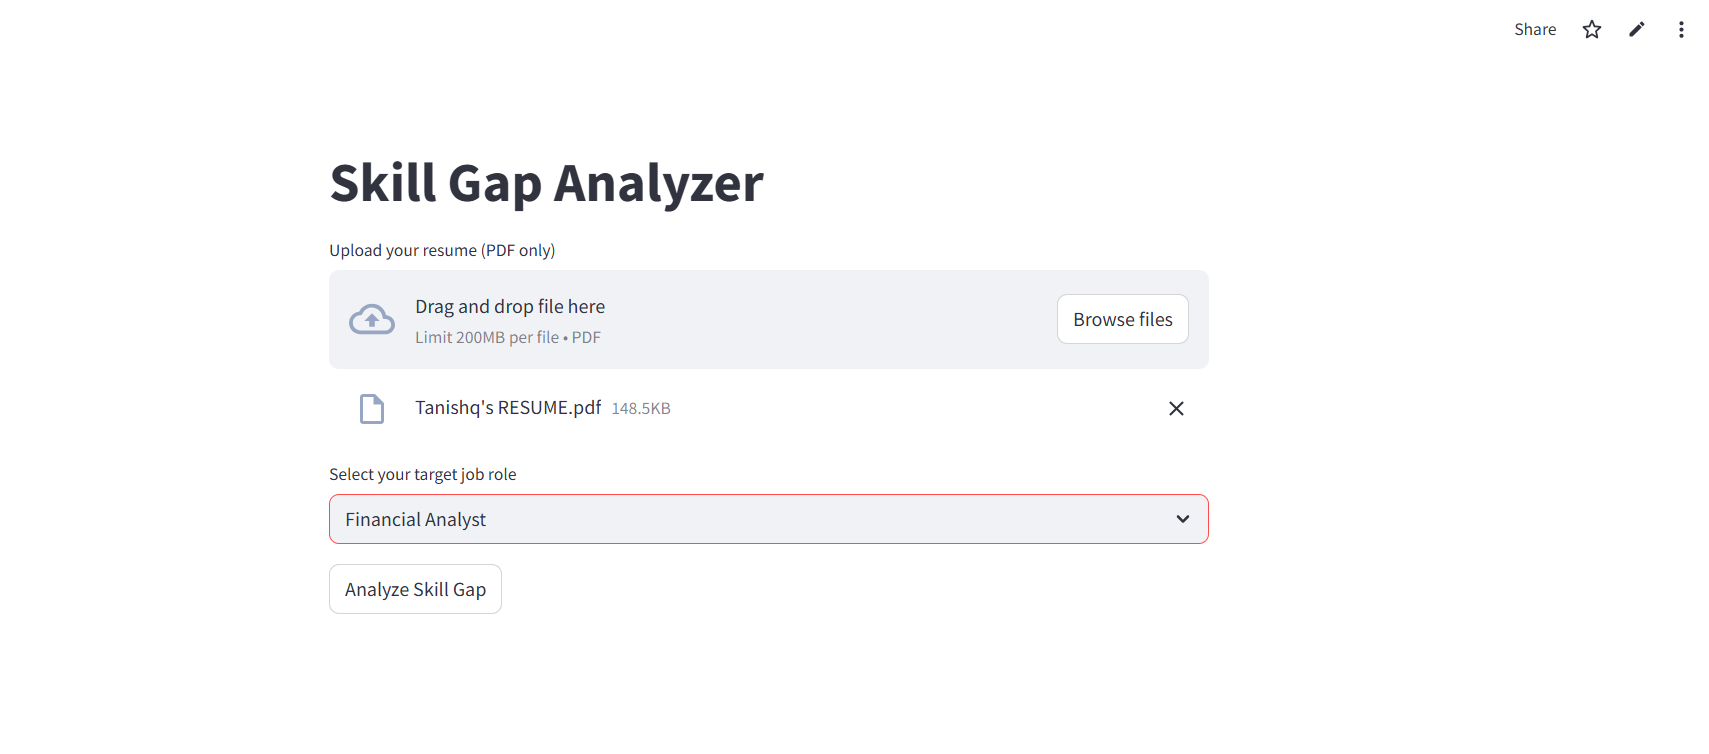 Share
Skill Gap Analyzer
Upload your resume (PDF only)
Drag and drop file here
Limit 200MB per file • PDF
Browse files
Tanishq's RESUME.pdf 148.5KB
Select your target job role
Financial Analyst
Analyze Skill Gap